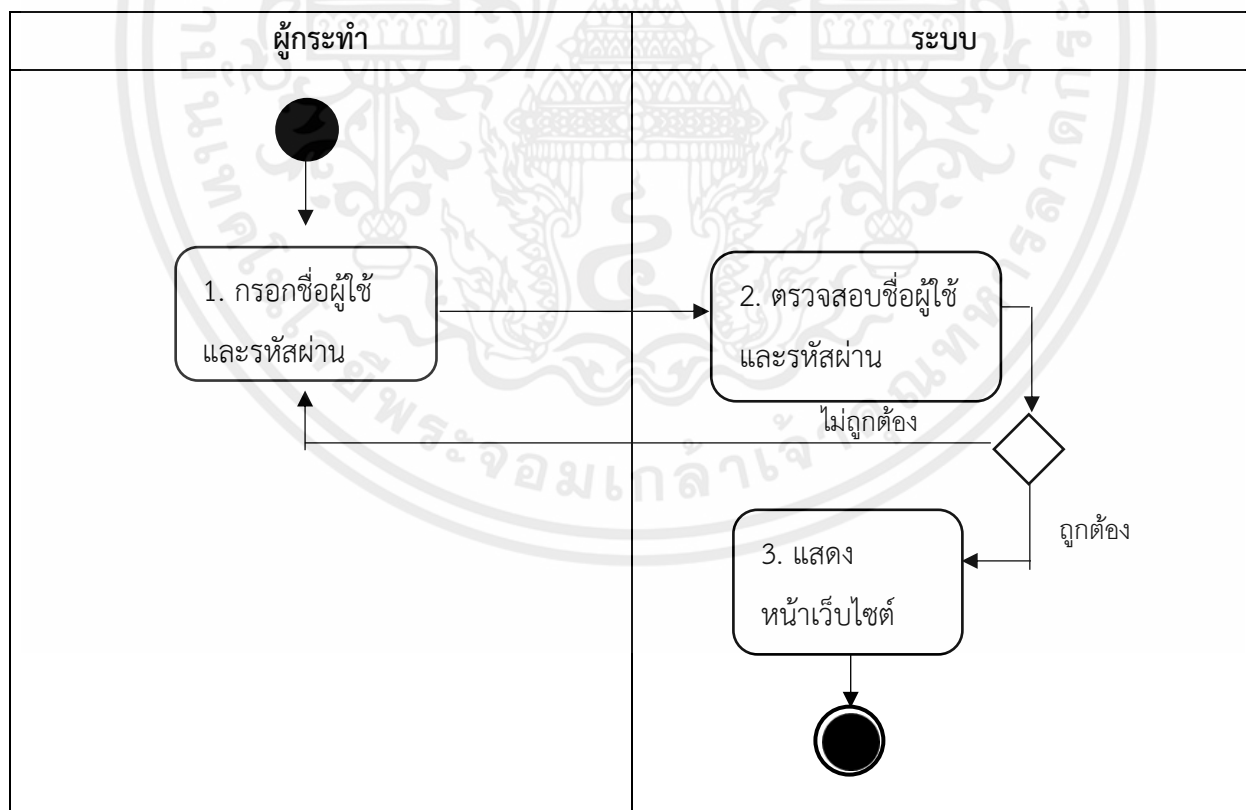 ผู้กระทำ
ระบบ
1. กรอกชื่อผู้ใช้
และรหัสผ่าน
2. ตรวจสอบชื่อผู้ใช้
และรหัสผ่าน
ไม่ถูกต้อง
ถูกต้อง
3. แสดง
หน้าเว็บไซต์